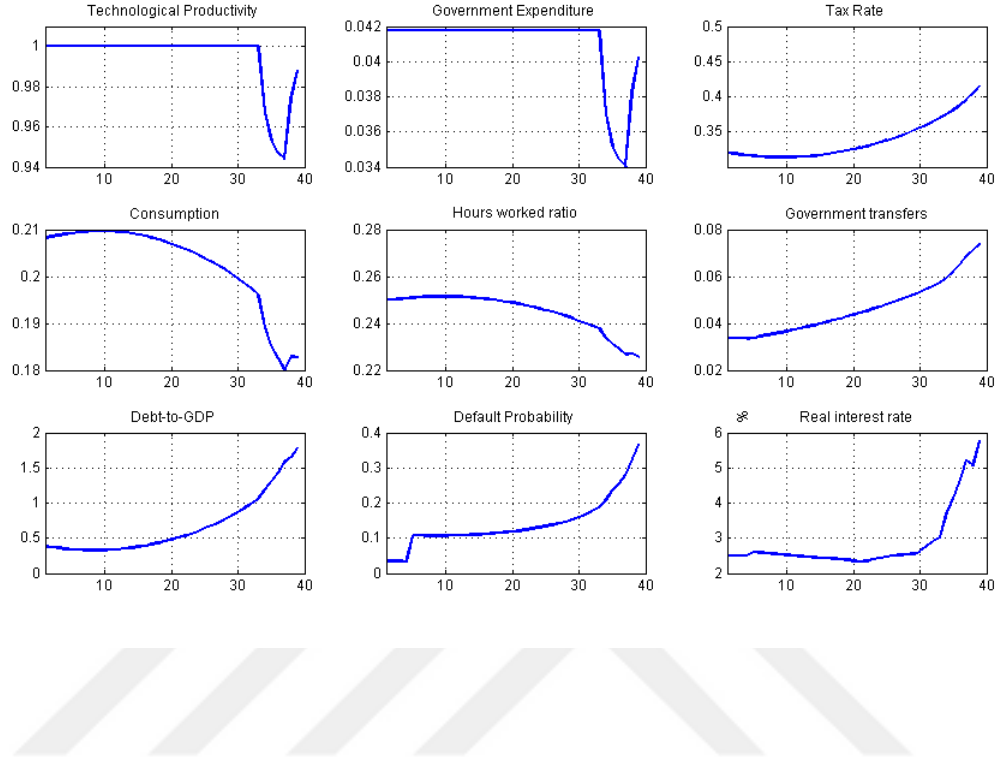 Technological Productivity
1
0.98
0.96
0.94
10 20 30 40
Government Expenditure
0.042
0.04
0.038
0.036
0.034
10 20 30 40
Tax Rate
0.5
0.45
0.4
0.35
10 20 30 40
Consumption
0.21
0.2
0.19
0.18
10 20 30 40
Hours worked ratio
0.28
0.26
0.24
0.22
10 20 30 40
Government transfers
0.08
0.06
0.04
0.02
10 20 30 40
Debt-to-GDP
2
1.5
1
0.5
0
10 20 30 40
Default Probability
0.4
0.3
0.2
0.1
0
10 20 30 40
% Real interest rate
6
5
4
3
2
10 20 30 40